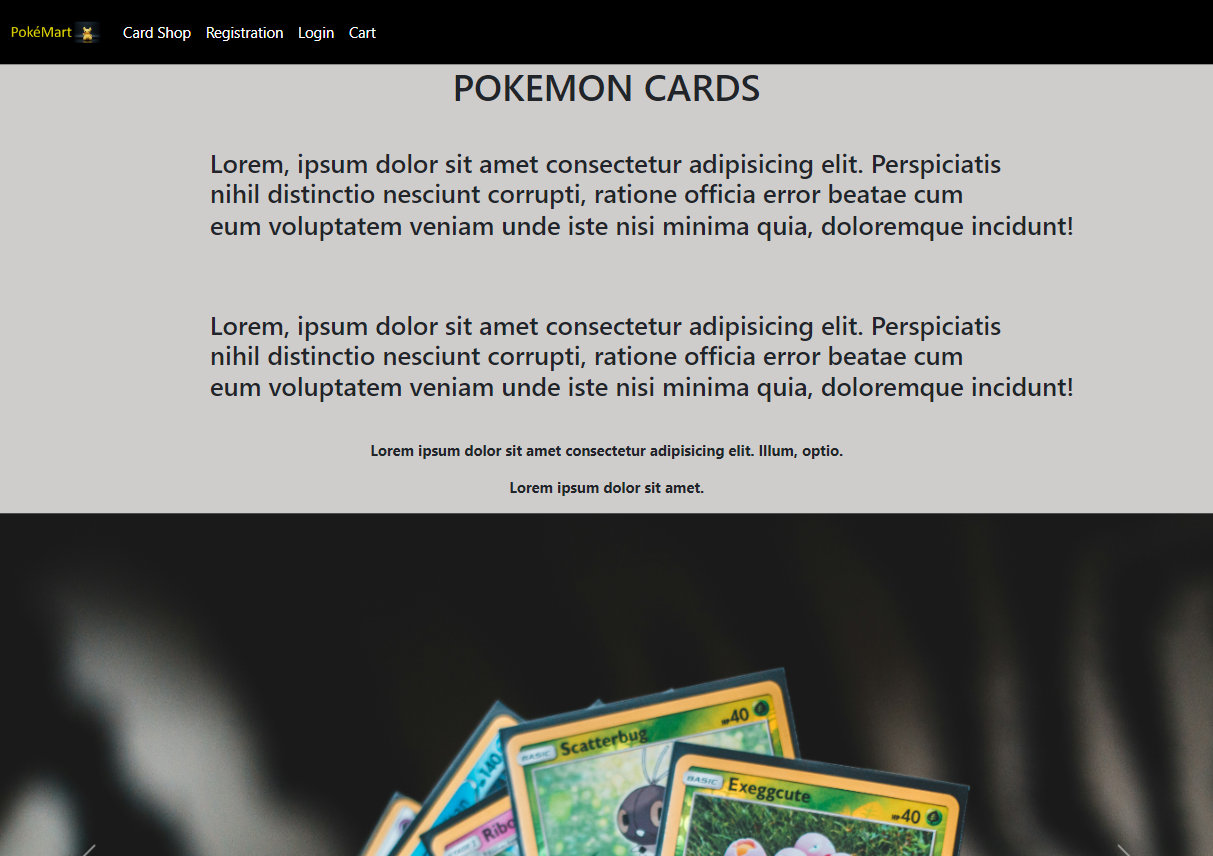 PokéMart Card Shop Registration Login Cart
POKEMON CARDS
Lorem, ipsum dolor sit amet consectetur adipisicing elit. Perspiciatis
nihil distinctio nesciunt corrupti, ratione officia error beatae cum
eum voluptatem veniam unde iste nisi minima quia, doloremque incidunt!
Lorem, ipsum dolor sit amet consectetur adipisicing elit. Perspiciatis
nihil distinctio nesciunt corrupti, ratione officia error beatae cum
eum voluptatem veniam unde iste nisi minima quia, doloremque incidunt!
Lorem ipsum dolor sit amet consectetur adipisicing elit. Illum, optio.
Lorem ipsum dolor sit amet.
BASIC Scatterbug HP 40
140
BASIC Exeggcute HP 40
Ribo